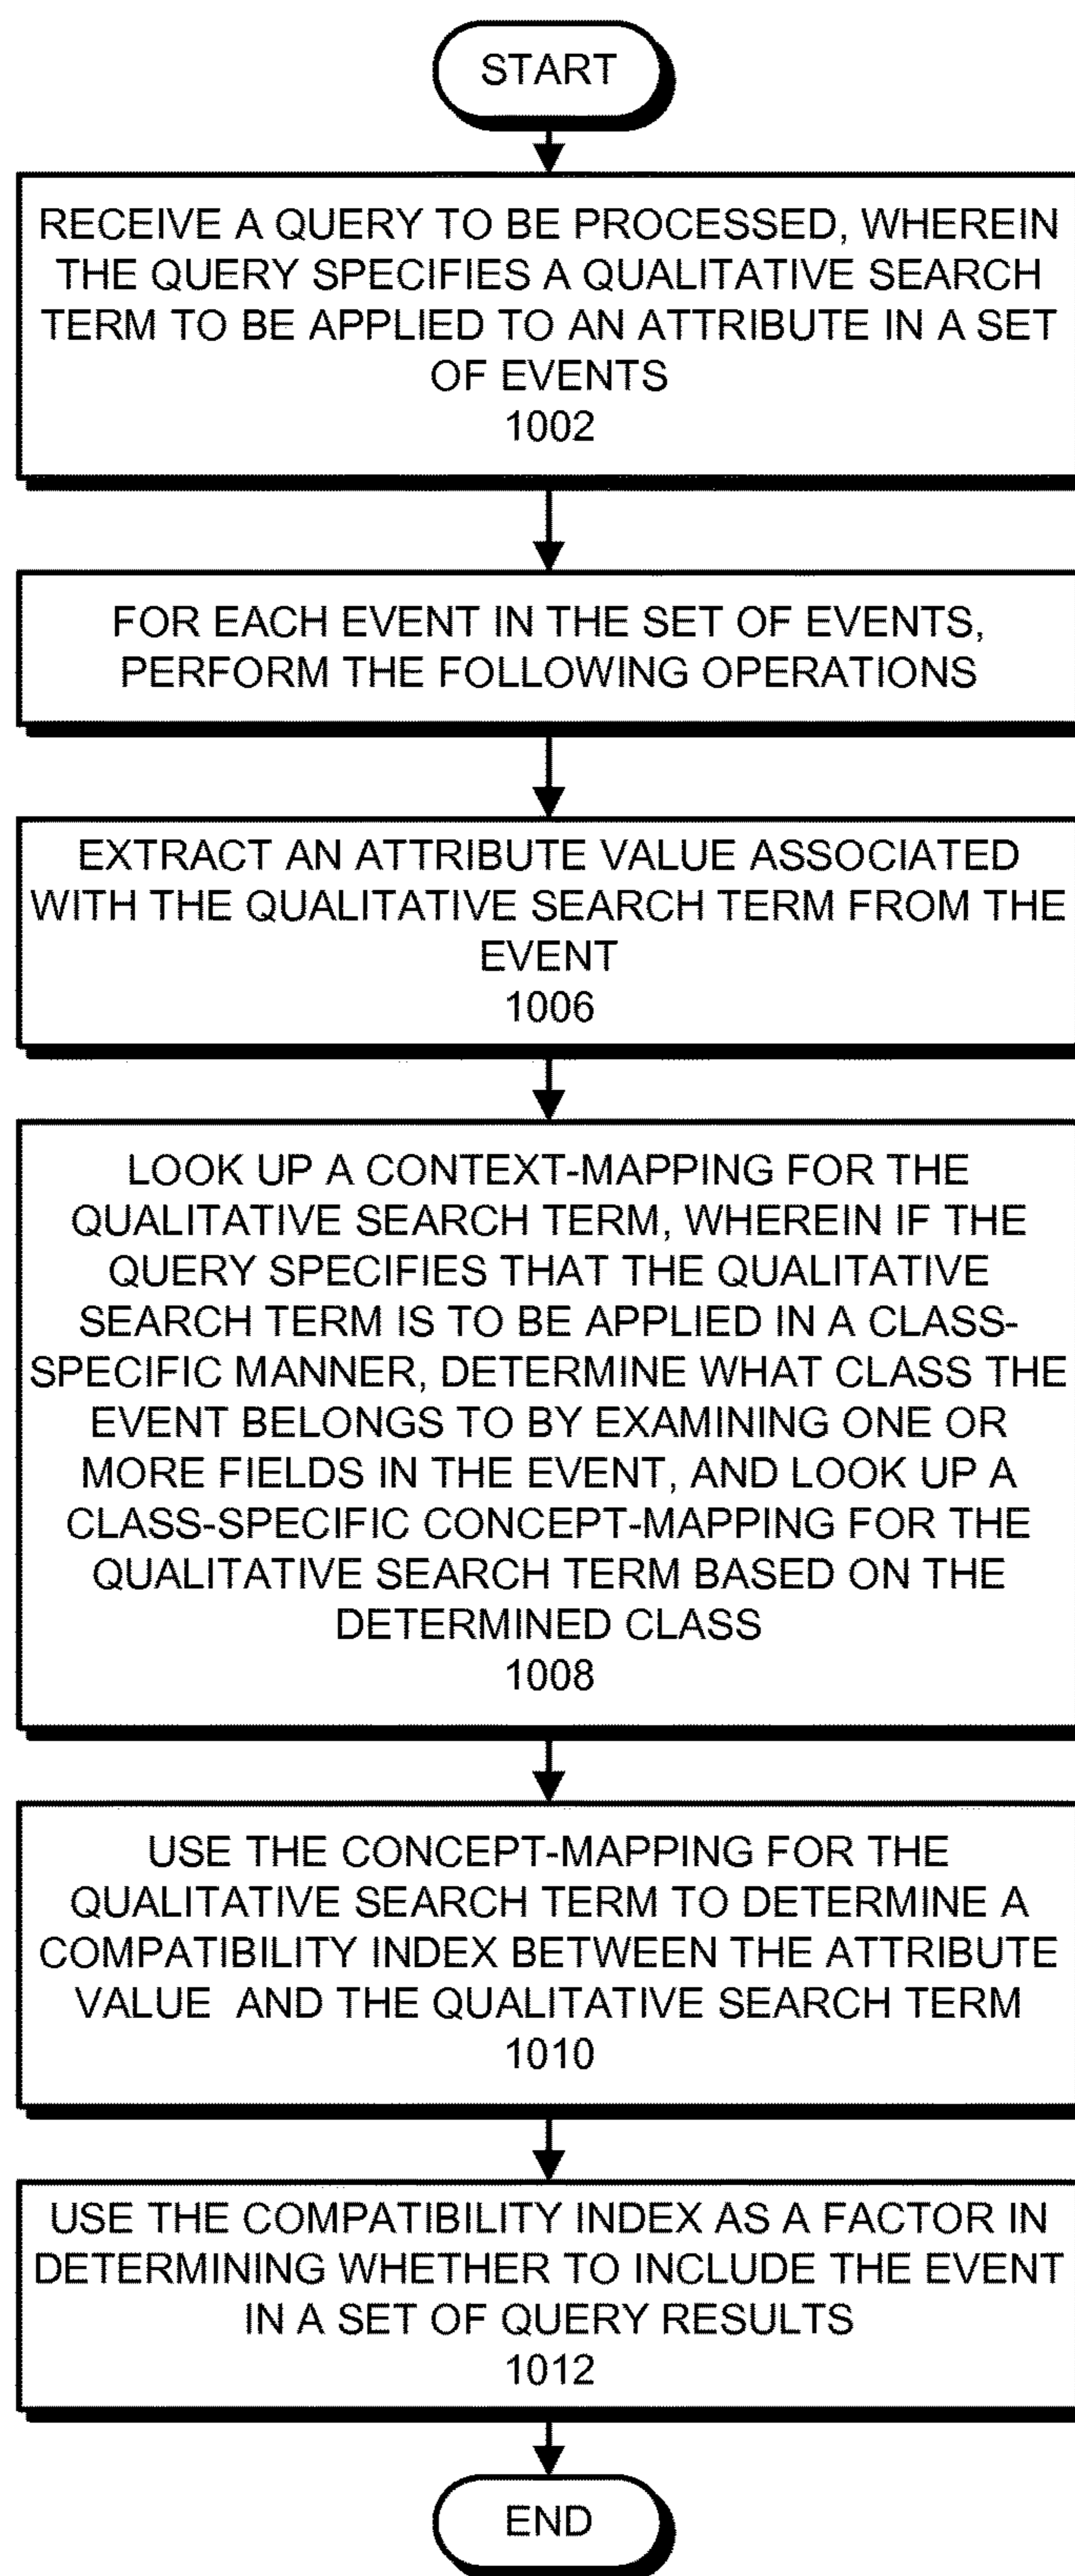 START
RECEIVE A QUERY TO BE PROCESSED, WHEREIN
THE QUERY SPECIFIES A QUALITATIVE SEARCH
TERM TO BE APPLIED TO AN ATTRIBUTE IN A SET
OF EVENTS
1002
FOR EACH EVENT IN THE SET OF EVENTS,
PERFORM THE FOLLOWING OPERATIONS
EXTRACT AN ATTRIBUTE VALUE ASSOCIATED
WITH THE QUALITATIVE SEARCH TERM FROM THE
EVENT
1006
LOOK UP A CONTEXT-MAPPING FOR THE
QUALITATIVE SEARCH TERM, WHEREIN IF THE
QUERY SPECIFIES THAT THE QUALITATIVE
SEARCH TERM IS TO BE APPLIED IN A CLASS-
SPECIFIC MANNER, DETERMINE WHAT CLASS THE
EVENT BELONGS TO BY EXAMINING ONE OR
MORE FIELDS IN THE EVENT, AND LOOK UP A
CLASS-SPECIFIC CONCEPT-MAPPING FOR THE
QUALITATIVE SEARCH TERM BASED ON THE
DETERMINED CLASS
1008
USE THE CONCEPT-MAPPING FOR THE
QUALITATIVE SEARCH TERM TO DETERMINE A
COMPATIBILITY INDEX BETWEEN THE ATTRIBUTE
VALUE AND THE QUALITATIVE SEARCH TERM
1010
USE THE COMPATIBILITY INDEX AS A FACTOR IN
DETERMINING WHETHER TO INCLUDE THE EVENT
IN A SET OF QUERY RESULTS
1012
END